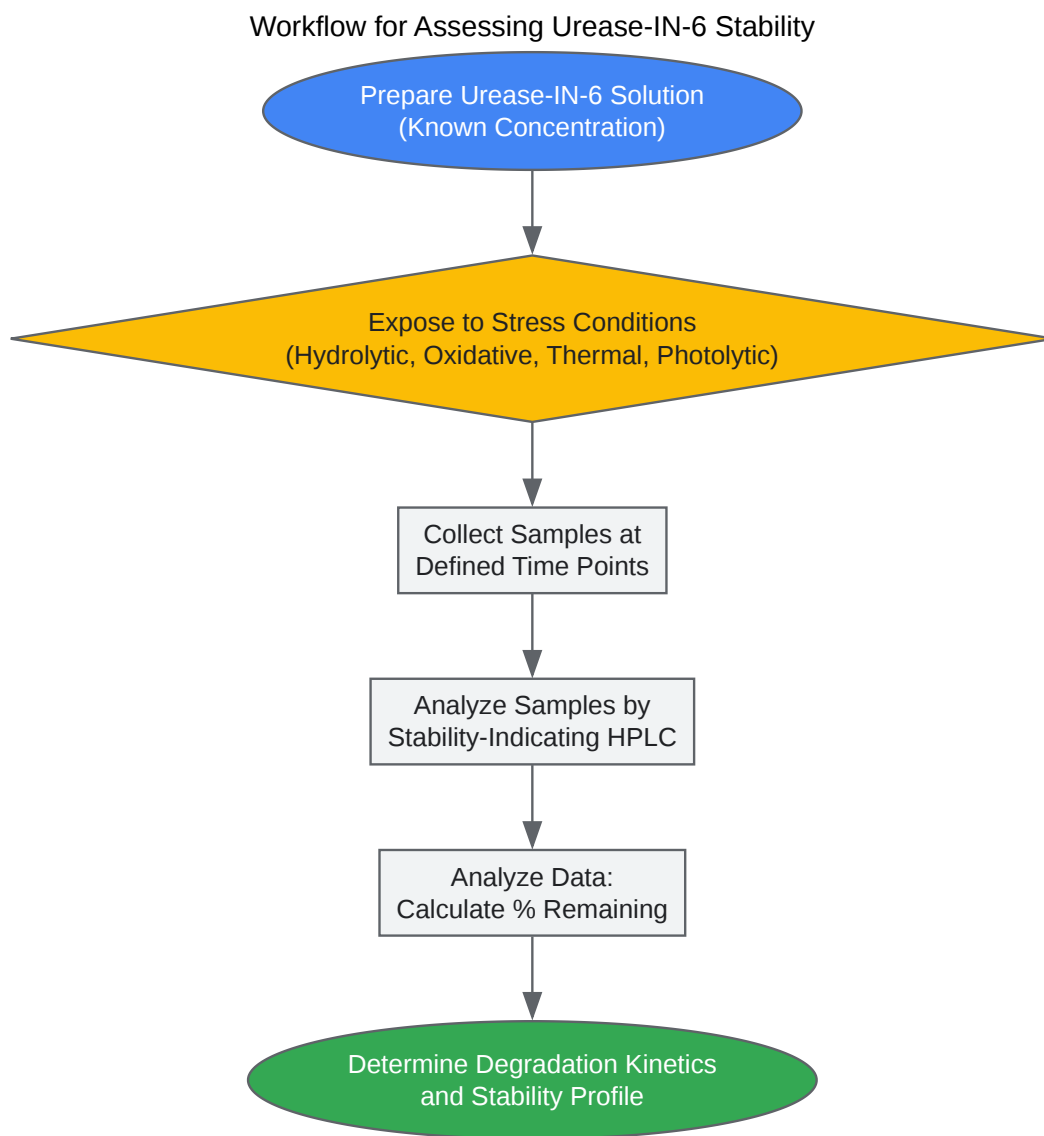 Workflow for Assessing Urease-IN-6 Stability
Prepare Urease-IN-6 Solution
(Known Concentration)
Expose to Stress Conditions
(Hydrolytic, Oxidative, Thermal, Photolytic)
Collect Samples at
Defined Time Points
Analyze Samples by
Stability-Indicating HPLC
Analyze Data:
Calculate % Remaining
Determine Degradation Kinetics
and Stability Profile